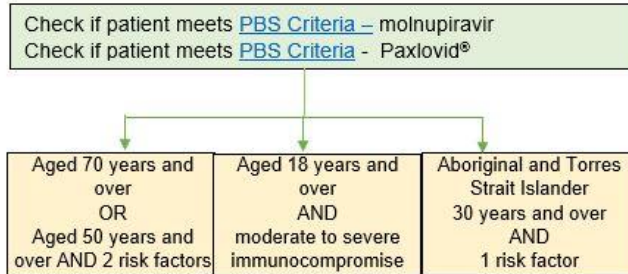 Check if patient meets PBS Criteria – molnupiravir
Check if patient meets PBS Criteria - Paxlovid®
Aged 70 years and
over
OR
Aged 50 years and
over AND 2 risk factors
Aged 18 years and
over
AND
moderate to severe
immunocompromise
Aboriginal and Torres
Strait Islander
30 years and over
AND
1 risk factor